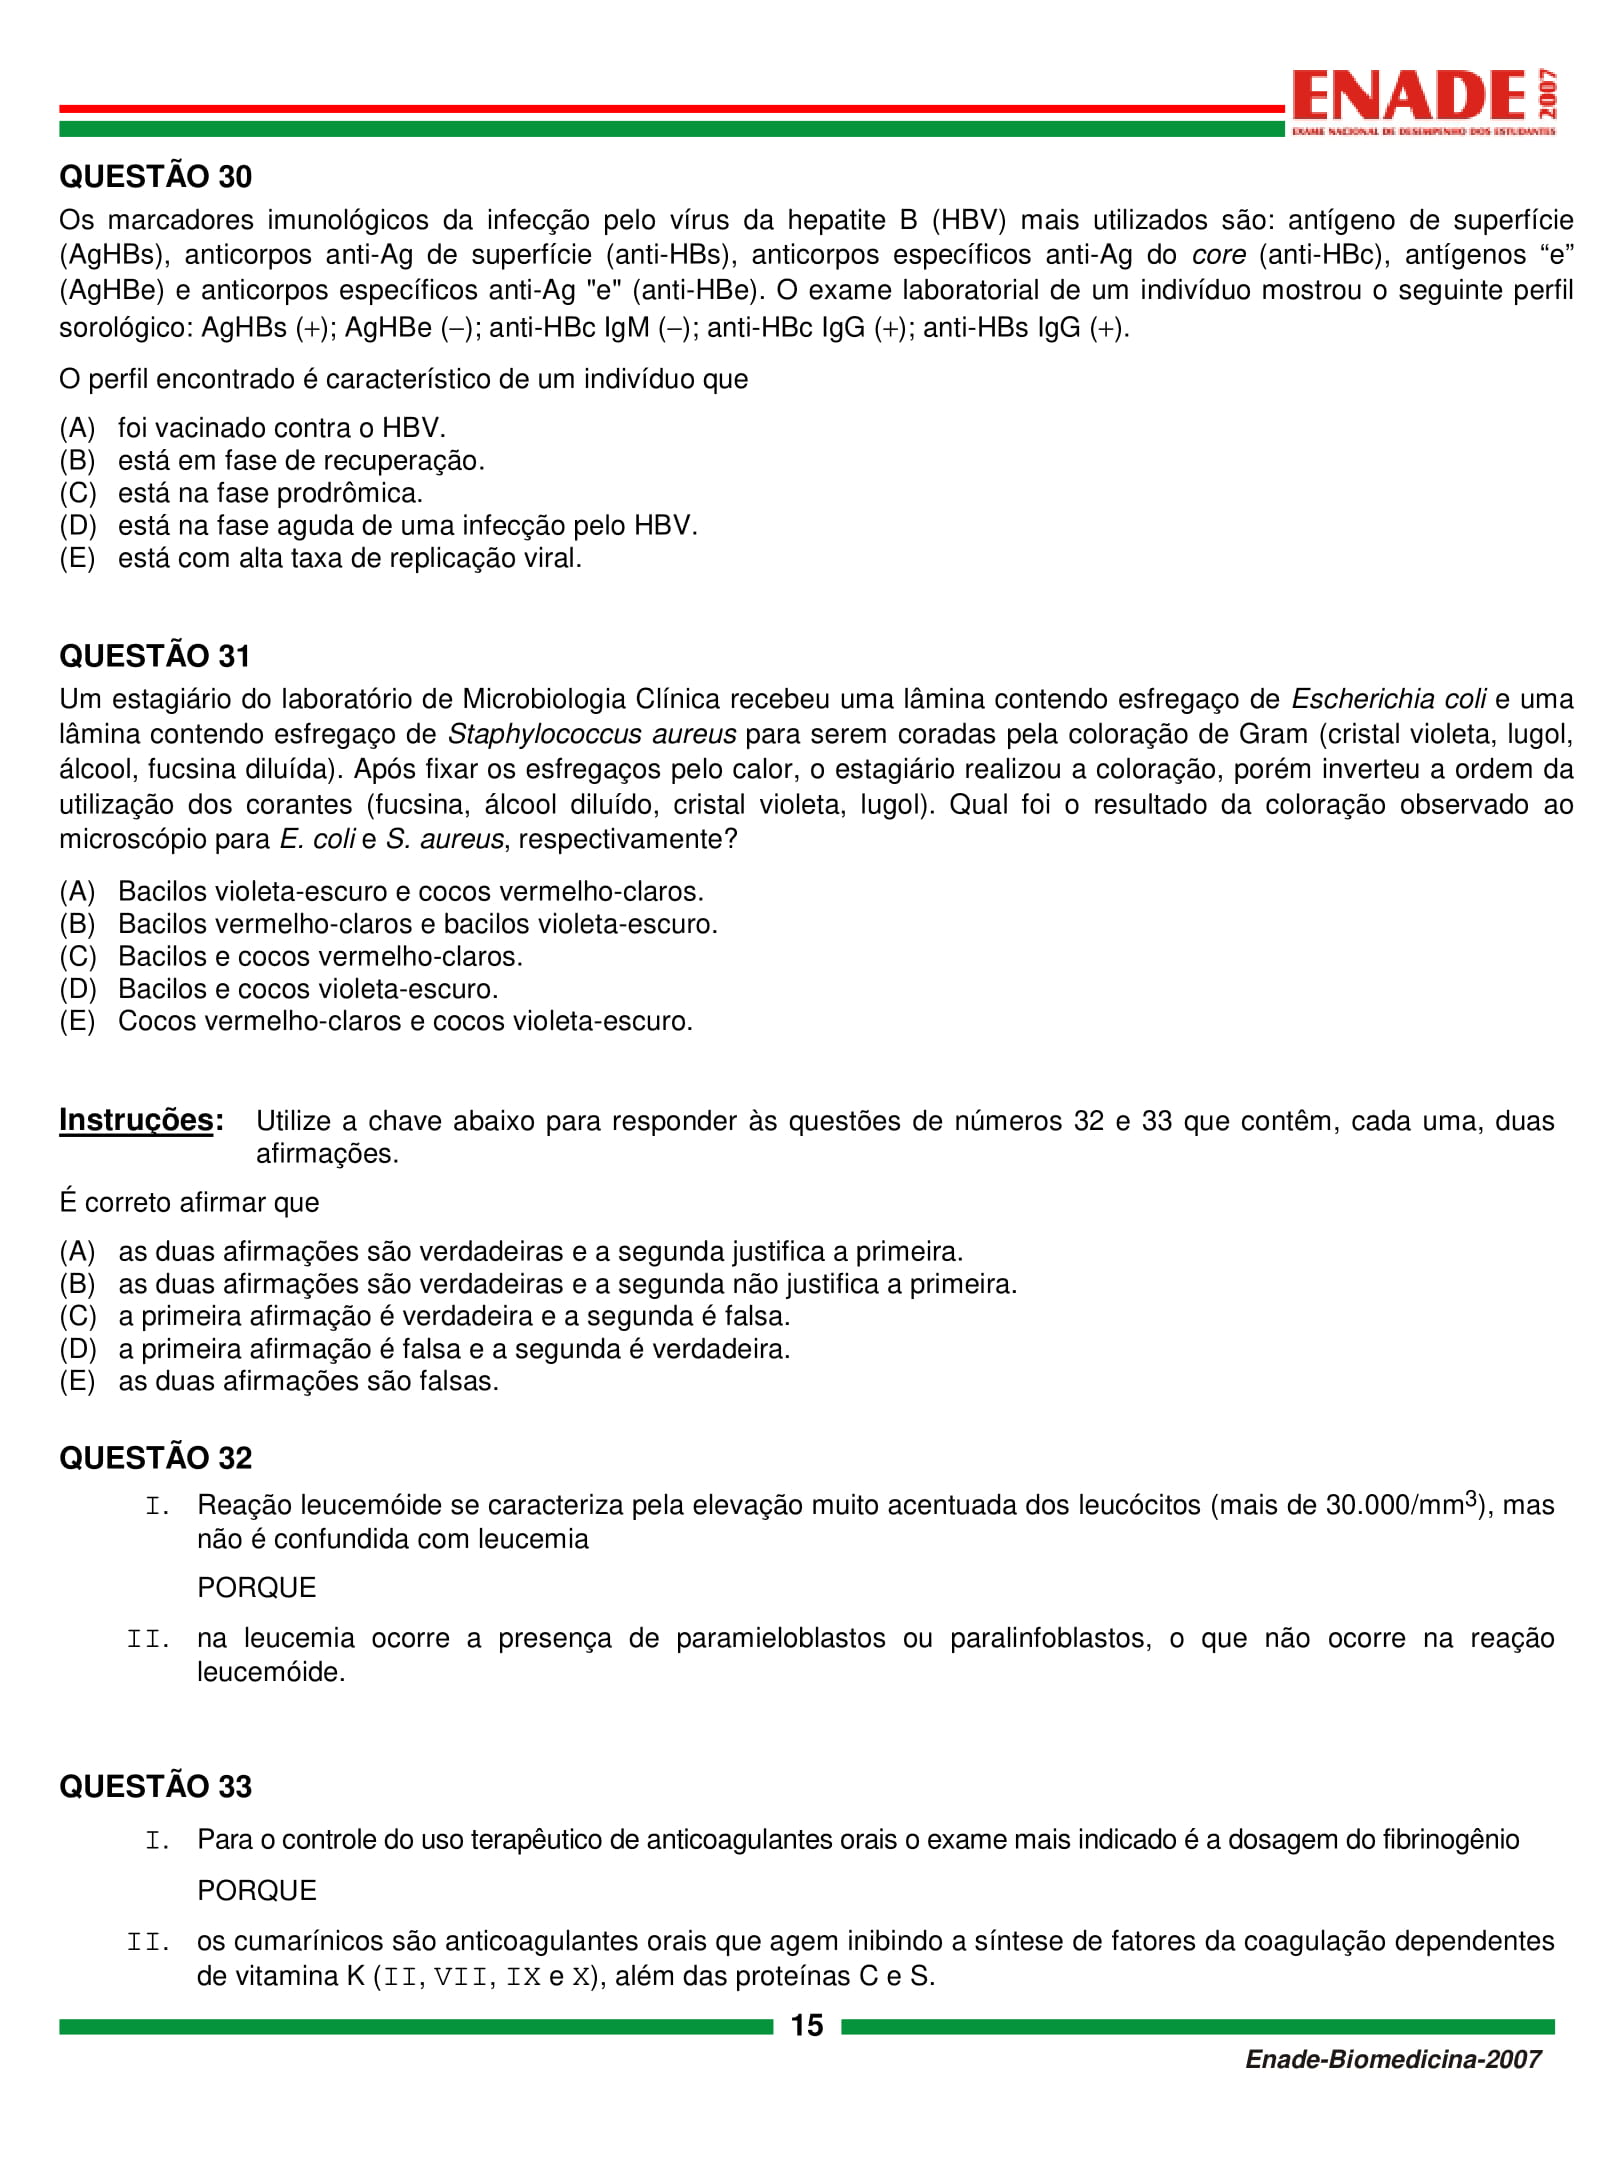 ENADE 2007
EXAME NACIONAL DE DESEMPENHO DOS ESTUDANTES
QUESTÃO 30
Os marcadores imunológicos da infecção pelo vírus da hepatite B (HBV) mais utilizados são: antígeno de superfície
(AgHBs), anticorpos anti-Ag de superfície (anti-HBs), anticorpos específicos anti-Ag do core (anti-HBc), antígenos “e”
(AgHBe) e anticorpos específicos anti-Ag "e" (anti-HBe). O exame laboratorial de um indivíduo mostrou o seguinte perfil
sorológico: AgHBs (+); AgHBe (−); anti-HBc IgM (−); anti-HBc IgG (+); anti-HBs IgG (+).
O perfil encontrado é característico de um indivíduo que
(A) foi vacinado contra o HBV.
(B) está em fase de recuperação.
(C) está na fase prodrômica.
(D) está na fase aguda de uma infecção pelo HBV.
(E) está com alta taxa de replicação viral.
QUESTÃO 31
Um estagiário do laboratório de Microbiologia Clínica recebeu uma lâmina contendo esfregaço de Escherichia coli e uma
lâmina contendo esfregaço de Staphylococcus aureus para serem coradas pela coloração de Gram (cristal violeta, lugol,
álcool, fucsina diluída). Após fixar os esfregaços pelo calor, o estagiário realizou a coloração, porém inverteu a ordem da
utilização dos corantes (fucsina, álcool diluído, cristal violeta, lugol). Qual foi o resultado da coloração observado ao
microscópio para E. coli e S. aureus, respectivamente?
(A) Bacilos violeta-escuro e cocos vermelho-claros.
(B) Bacilos vermelho-claros e bacilos violeta-escuro.
(C) Bacilos e cocos vermelho-claros.
(D) Bacilos e cocos violeta-escuro.
(E) Cocos vermelho-claros e cocos violeta-escuro.
Instruções: Utilize a chave abaixo para responder às questões de números 32 e 33 que contêm, cada uma, duas
afirmações.
É correto afirmar que
(A) as duas afirmações são verdadeiras e a segunda justifica a primeira.
(B) as duas afirmações são verdadeiras e a segunda não justifica a primeira.
(C) a primeira afirmação é verdadeira e a segunda é falsa.
(D) a primeira afirmação é falsa e a segunda é verdadeira.
(E) as duas afirmações são falsas.
QUESTÃO 32
I. Reação leucemóide se caracteriza pela elevação muito acentuada dos leucócitos (mais de 30.000/mm³), mas
não é confundida com leucemia
PORQUE
II. na leucemia ocorre a presença de paramieloblastos ou paralinfoblastos, o que não ocorre na reação
leucemóide.
QUESTÃO 33
I. Para o controle do uso terapêutico de anticoagulantes orais o exame mais indicado é a dosagem do fibrinogênio
PORQUE
II. os cumarínicos são anticoagulantes orais que agem inibindo a síntese de fatores da coagulação dependentes
de vitamina K (II, VII, IX e X), além das proteínas C e S.
15
Enade-Biomedicina-2007